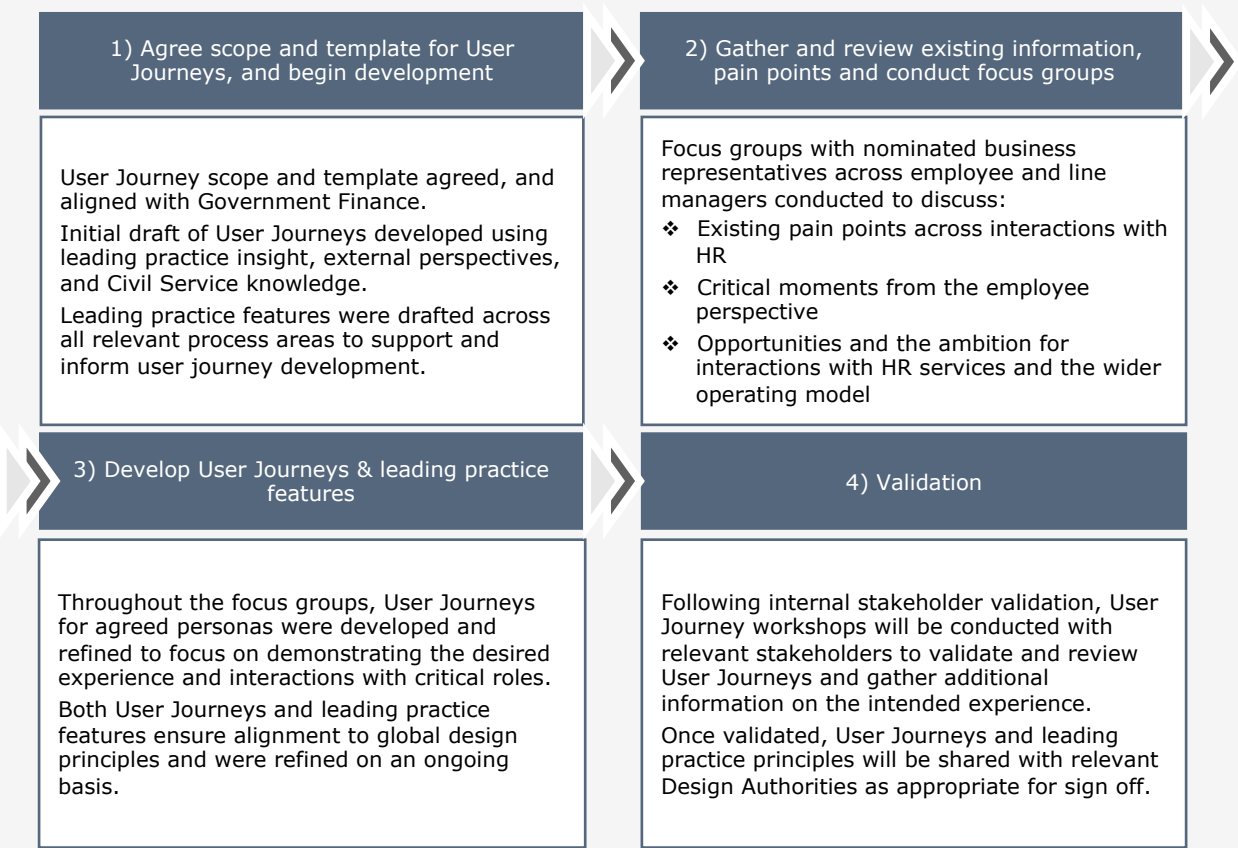 1) Agree scope and template for User
Journeys, and begin development
2) Gather and review existing information,
pain points and conduct focus groups
User Journey scope and template agreed, and
aligned with Government Finance.
Initial draft of User Journeys developed using
leading practice insight, external perspectives,
and Civil Service knowledge.
Leading practice features were drafted across
all relevant process areas to support and
inform user journey development.
Focus groups with nominated business
representatives across employee and line
managers conducted to discuss:
❖ Existing pain points across interactions with
HR
❖ Critical moments from the employee
perspective
❖ Opportunities and the ambition for
interactions with HR services and the wider
operating model
3) Develop User Journeys & leading practice
features
4) Validation
Throughout the focus groups, User Journeys
for agreed personas were developed and
refined to focus on demonstrating the desired
experience and interactions with critical roles.
Both User Journeys and leading practice
features ensure alignment to global design
principles and were refined on an ongoing
basis.
Following internal stakeholder validation, User
Journey workshops will be conducted with
relevant stakeholders to validate and review
User Journeys and gather additional
information on the intended experience.
Once validated, User Journeys and leading
practice principles will be shared with relevant
Design Authorities as appropriate for sign off.